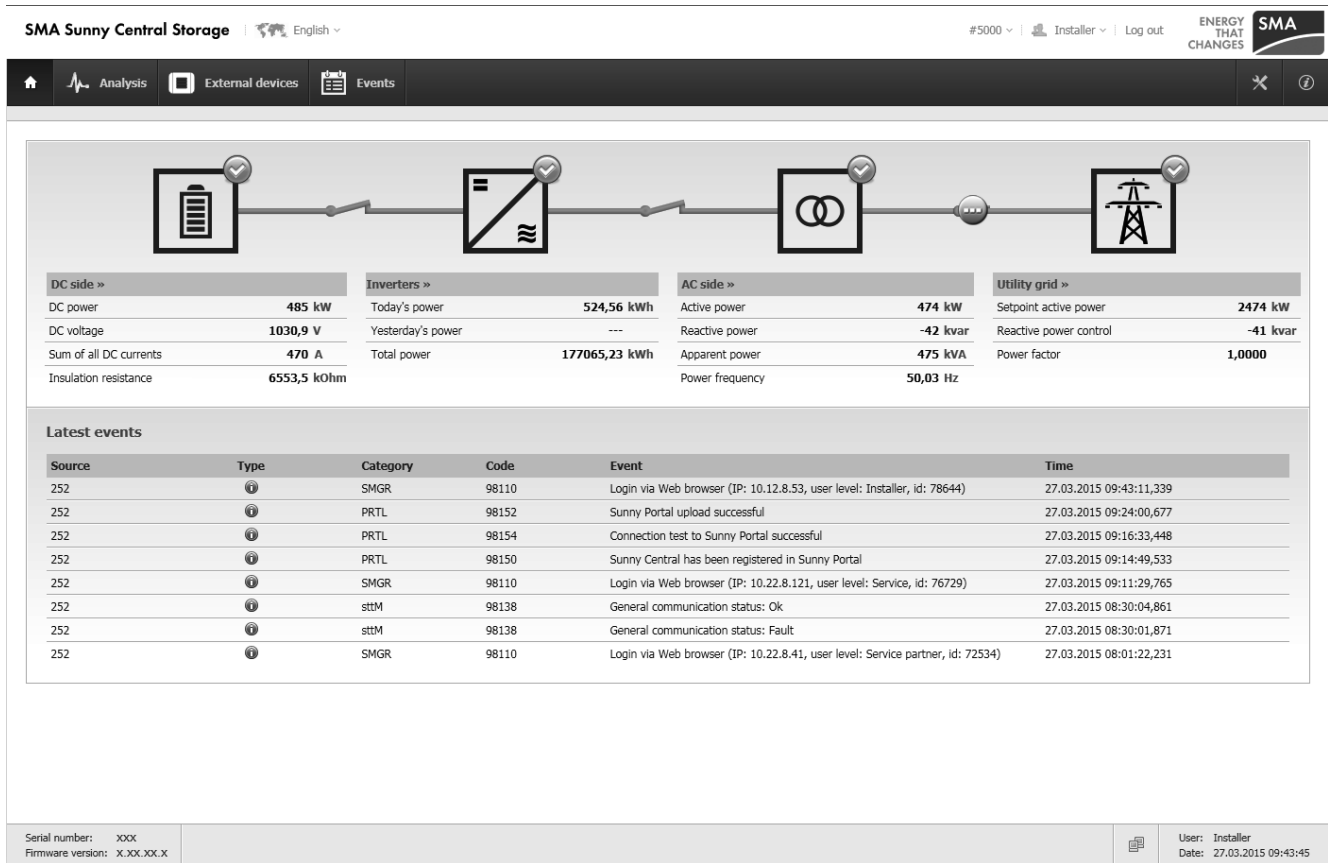 SMA Sunny Central Storage English #5000 Installer Log out ENERGY THAT CHANGES SMA
Analysis External devices Events
DC side » Inverters » AC side » Utility grid »
DC power 485 kW Today's power 524,56 kWh Active power 474 kW Setpoint active power 2474 kW
DC voltage 1030,9 V Yesterday's power --- Reactive power -42 kvar Reactive power control -41 kvar
Sum of all DC currents 470 A Total power 177065,23 kWh Apparent power 475 kVA Power factor 1,0000
Insulation resistance 6553,5 kOhm Power frequency 50,03 Hz
Latest events
Source Type Category Code Event Time
252 SMGR 98110 Login via Web browser (IP: 10.12.8.53, user level: Installer, id: 78644) 27.03.2015 09:43:11,339
252 PRTL 98152 Sunny Portal upload successful 27.03.2015 09:24:00,677
252 PRTL 98154 Connection test to Sunny Portal successful 27.03.2015 09:16:33,448
252 PRTL 98150 Sunny Central has been registered in Sunny Portal 27.03.2015 09:14:49,533
252 SMGR 98110 Login via Web browser (IP: 10.22.8.121, user level: Service, id: 76729) 27.03.2015 09:11:29,765
252 sttM 98138 General communication status: Ok 27.03.2015 08:30:04,861
252 sttM 98138 General communication status: Fault 27.03.2015 08:30:01,871
252 SMGR 98110 Login via Web browser (IP: 10.22.8.41, user level: Service partner, id: 72534) 27.03.2015 08:01:22,231
Serial number: XXX User: Installer
Firmware version: X.XX.XX.X Date: 27.03.2015 09:43:45